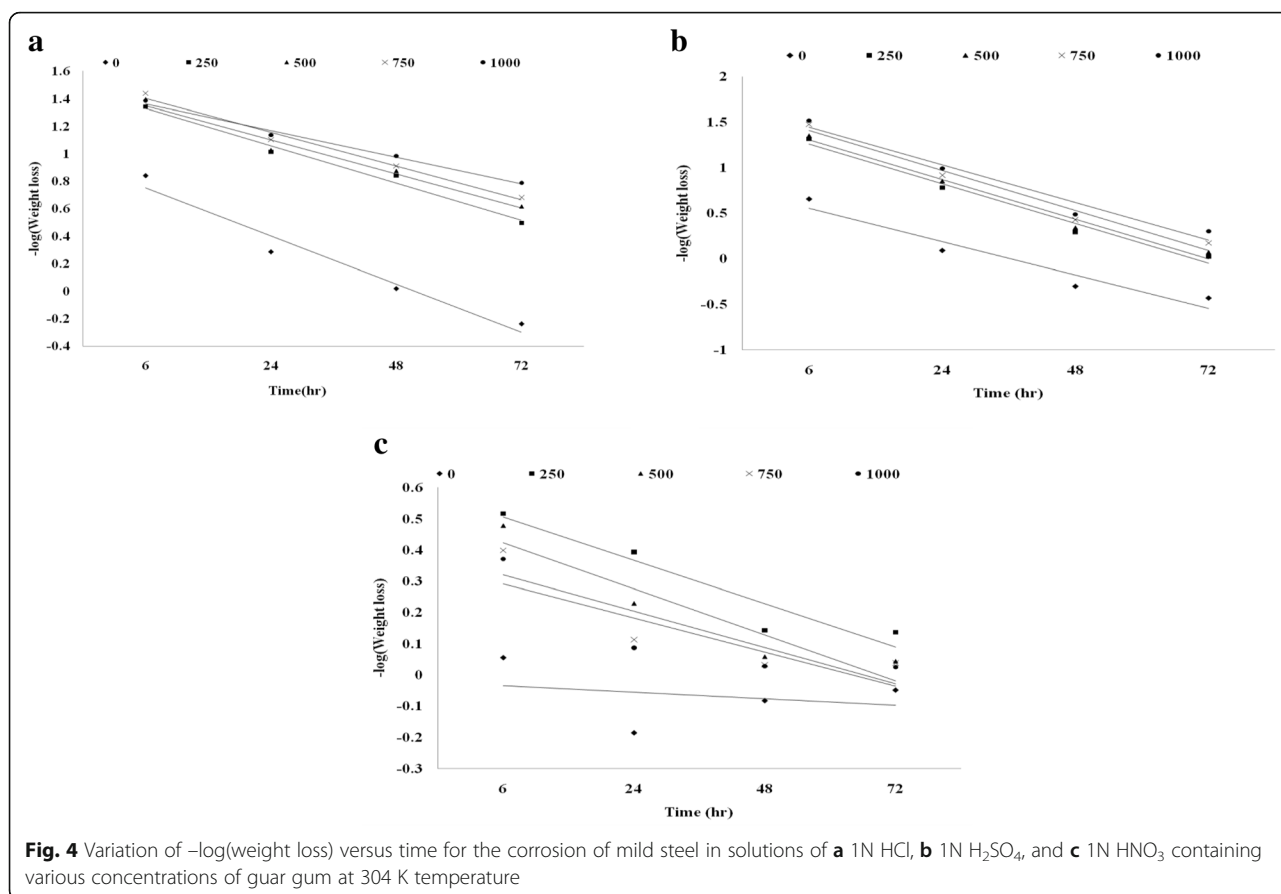 a
0 250 500 750 1000
1.6
1.4
1.2
1
0.8
0.6
0.4
0.2
0
-0.2
-0.4
-log(Weight loss)
6 24 48 72
Time(hr)
b
0 250 500 750 1000
2
1.5
1
0.5
0
-0.5
-1
-log(Weight loss)
6 24 48 72
Time (hr)
c
0 250 500 750 1000
0.6
0.5
0.4
0.3
0.2
0.1
0
-0.1
-0.2
-0.3
-log(Weight loss)
6 24 48 72
Time (hr)
Fig. 4 Variation of –log(weight loss) versus time for the corrosion of mild steel in solutions of a 1N HCl, b 1N H₂SO₄, and c 1N HNO₃ containing
various concentrations of guar gum at 304 K temperature